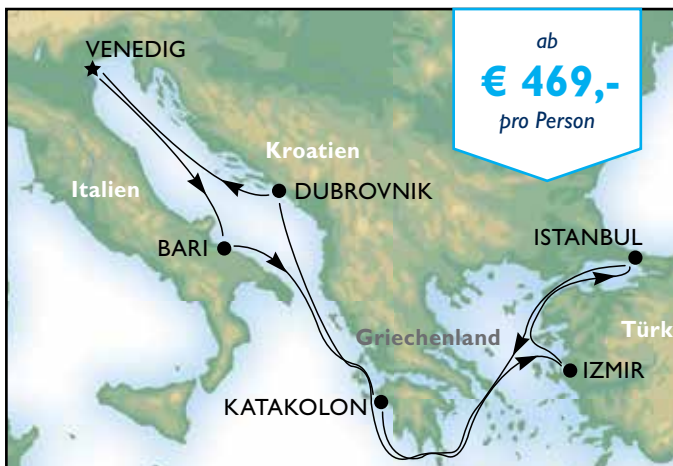 VENEDIG
ab
€ 469,-
pro Person
Kroatien
Italien
DUBROVNIK
BARI
ISTANBUL
Griechenland
Türk
IZMIR
KATAKOLON